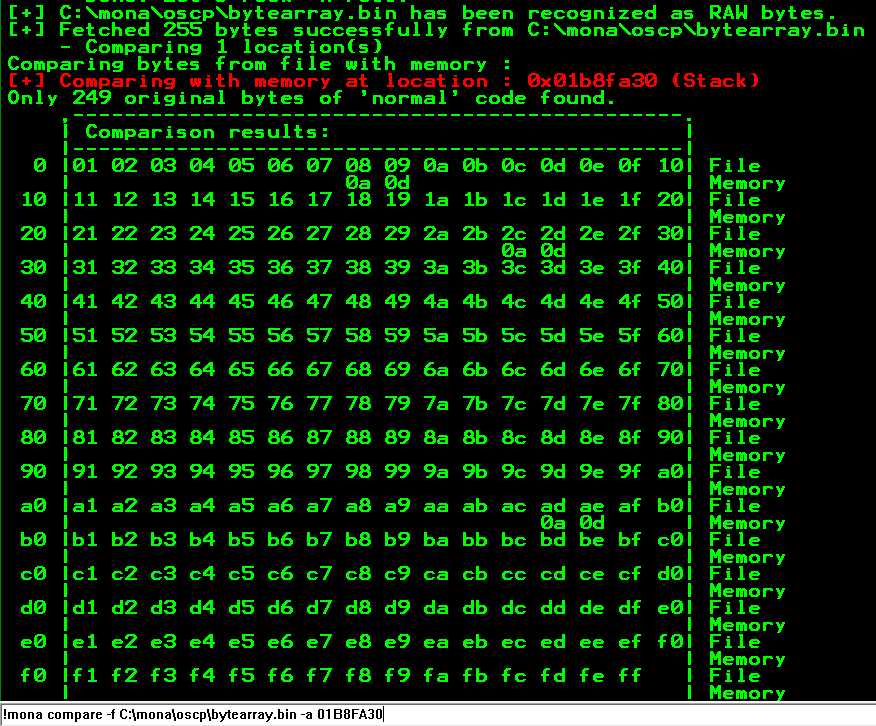 [+] C:\mona\oscp\bytearray.bin has been recognized as RAW bytes.
[+] Fetched 255 bytes successfully from C:\mona\oscp\bytearray.bin
    - Comparing 1 location(s)
Comparing bytes from file with memory :
[+] Comparing with memory at location : 0x01b8fa30 (Stack)
Only 249 original bytes of 'normal' code found.
    ,-----------------------------------------------.
    | Comparison results:                           |
    |-----------------------------------------------|
  0 |01 02 03 04 05 06 07 08 09 0a 0b 0c 0d 0e 0f 10| File
    |                     0a 0d                     | Memory
 10 |11 12 13 14 15 16 17 18 19 1a 1b 1c 1d 1e 1f 20| File
    |                                               | Memory
 20 |21 22 23 24 25 26 27 28 29 2a 2b 2c 2d 2e 2f 30| File
    |                                 0a 0d         | Memory
 30 |31 32 33 34 35 36 37 38 39 3a 3b 3c 3d 3e 3f 40| File
    |                                               | Memory
 40 |41 42 43 44 45 46 47 48 49 4a 4b 4c 4d 4e 4f 50| File
    |                                               | Memory
 50 |51 52 53 54 55 56 57 58 59 5a 5b 5c 5d 5e 5f 60| File
    |                                               | Memory
 60 |61 62 63 64 65 66 67 68 69 6a 6b 6c 6d 6e 6f 70| File
    |                                               | Memory
 70 |71 72 73 74 75 76 77 78 79 7a 7b 7c 7d 7e 7f 80| File
    |                                               | Memory
 80 |81 82 83 84 85 86 87 88 89 8a 8b 8c 8d 8e 8f 90| File
    |                                               | Memory
 90 |91 92 93 94 95 96 97 98 99 9a 9b 9c 9d 9e 9f a0| File
    |                                               | Memory
 a0 |a1 a2 a3 a4 a5 a6 a7 a8 a9 aa ab ac ad ae af b0| File
    |                                    0a 0d      | Memory
 b0 |b1 b2 b3 b4 b5 b6 b7 b8 b9 ba bb bc bd be bf c0| File
    |                                               | Memory
 c0 |c1 c2 c3 c4 c5 c6 c7 c8 c9 ca cb cc cd ce cf d0| File
    |                                               | Memory
 d0 |d1 d2 d3 d4 d5 d6 d7 d8 d9 da db dc dd de df e0| File
    |                                               | Memory
 e0 |e1 e2 e3 e4 e5 e6 e7 e8 e9 ea eb ec ed ee ef f0| File
    |                                               | Memory
 f0 |f1 f2 f3 f4 f5 f6 f7 f8 f9 fa fb fc fd fe ff   | File
    |                                               | Memory
!mona compare -f C:\mona\oscp\bytearray.bin -a 01B8FA30